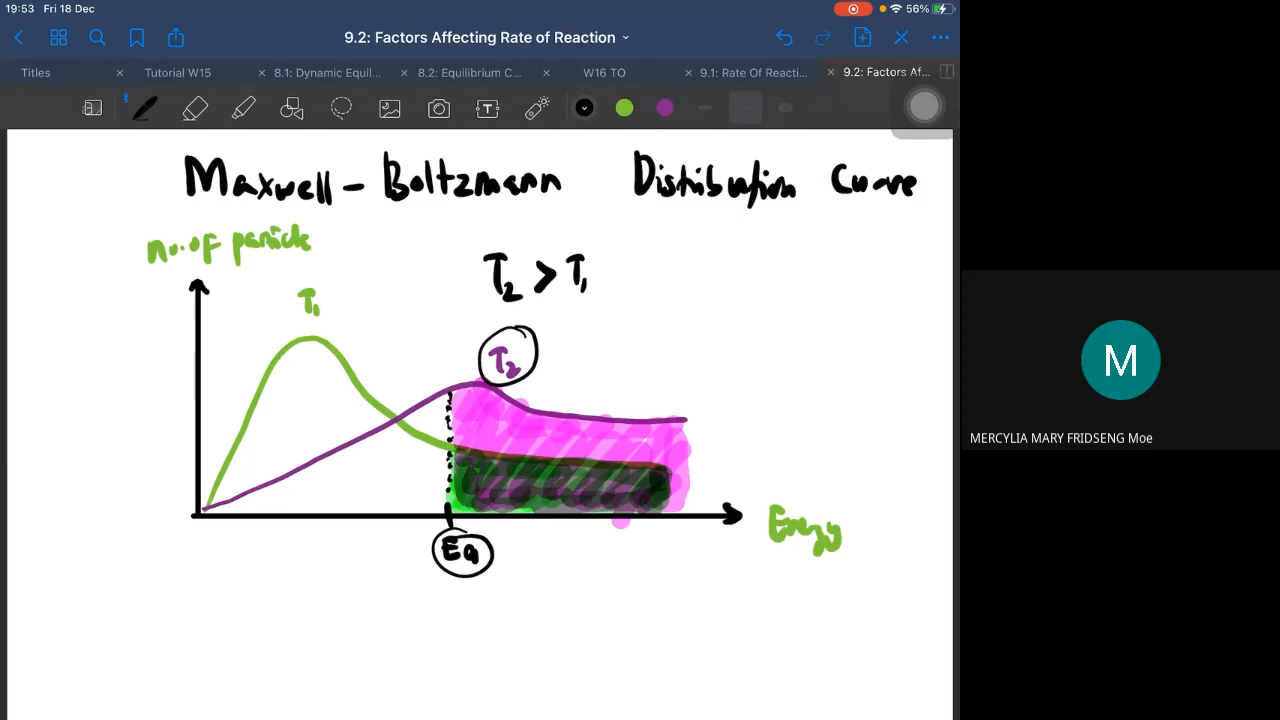 19:53 Fri 18 Dec
56%
9.2: Factors Affecting Rate of Reaction
Titles
Tutorial W15
8.1: Dynamic Equil...
8.2: Equilibrium C...
W16 TO
9.1: Rate Of Reacti...
9.2: Factors Af...
Maxwell - Boltzmann Distribution Curve
no. of particle
T₂ > T₁
T₁
T₂
Ea
Energy
M
MERCYLIA MARY FRIDSENG Moe